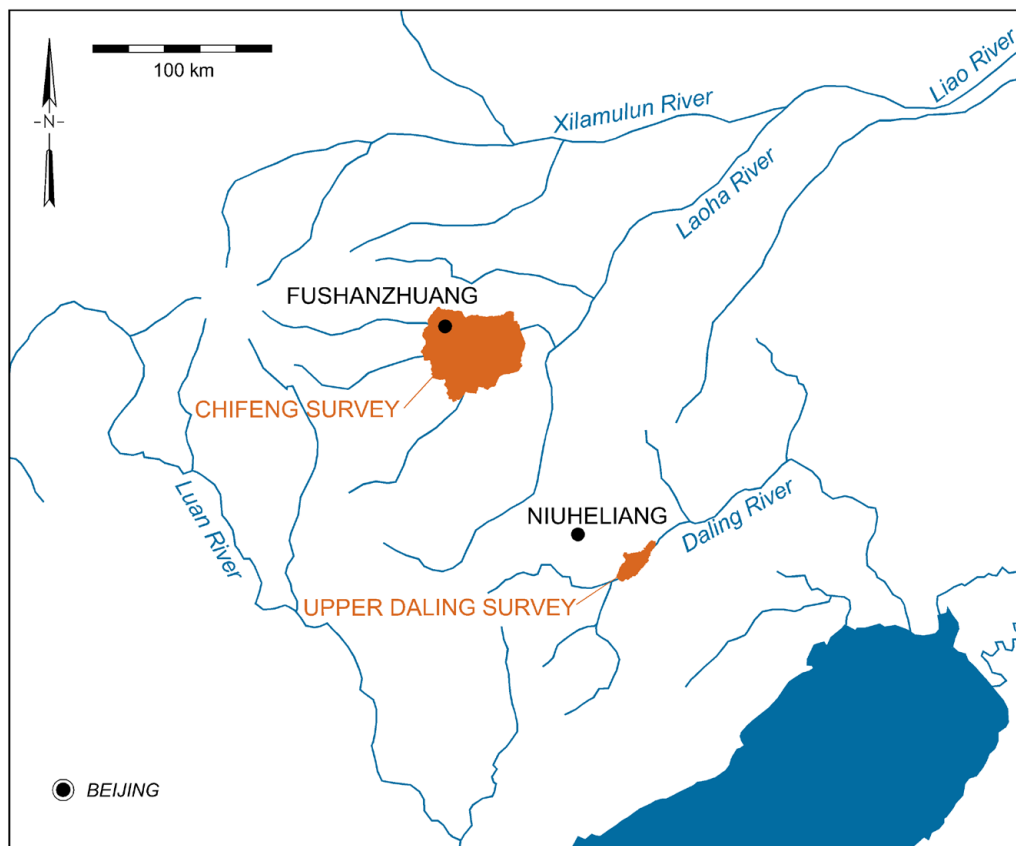 N
100 km
Xilamulun River
Liao River
Laoha River
FUSHANZHUANG
CHIFENG SURVEY
Luan River
NIUHELIANG
Daling River
UPPER DALING SURVEY
BEIJING